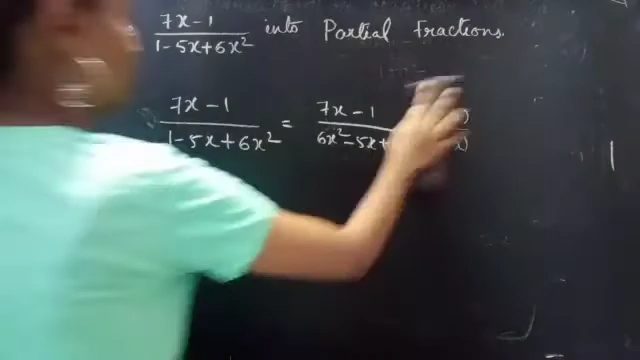 7x-1 / 1-5x+6x² into Partial Fractions.
7x-1 / 1-5x+6x² = 7x-1 / 6x²-5x+